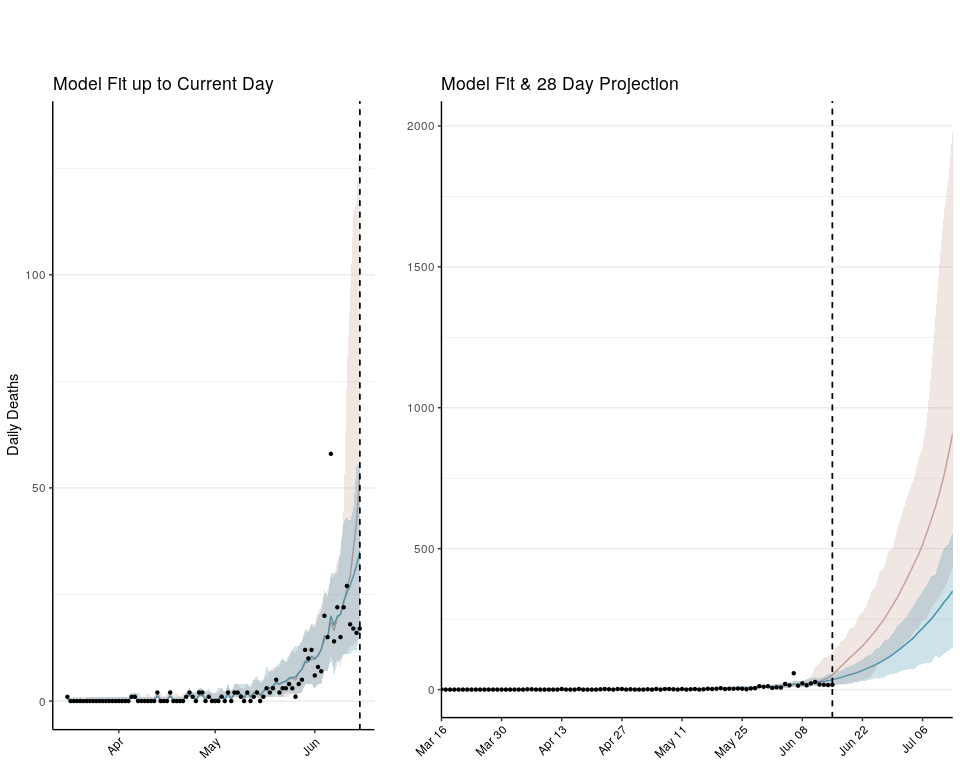 Model Fit up to Current Day
Daily Deaths
100
50
0
Apr
May
Jun
Model Fit & 28 Day Projection
2000
1500
1000
500
0
Mar 16
Mar 30
Apr 13
Apr 27
May 11
May 25
Jun 08
Jun 22
Jul 06